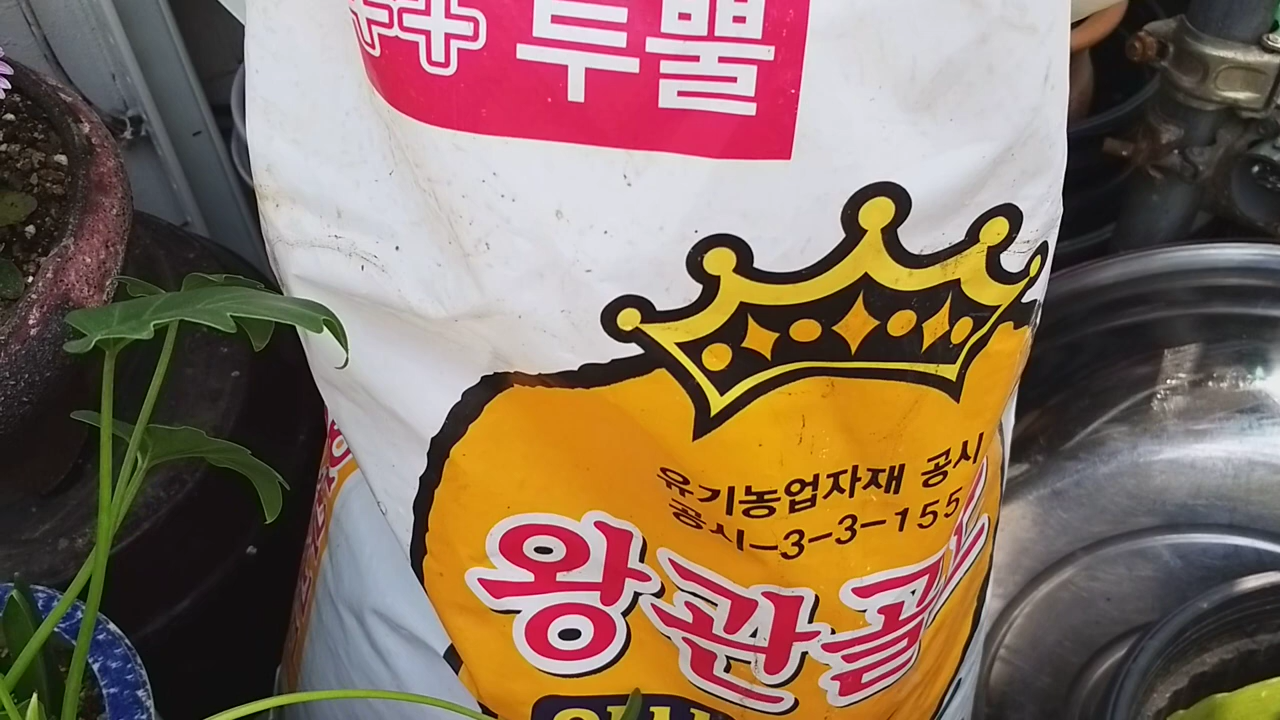 ++ 투뿔
유기농업자재 공시
공시-3-3-155
왕관골드